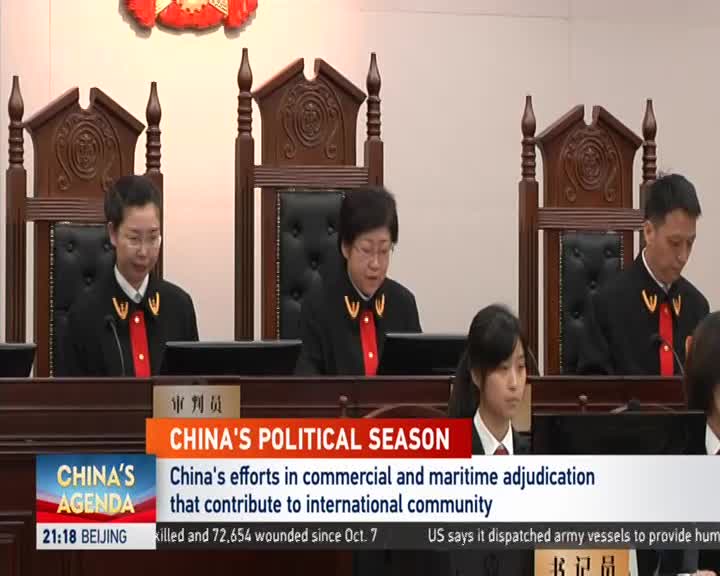 审判员
CHINA'S POLITICAL SEASON
CHINA'S
AGENDA
China's efforts in commercial and maritime adjudication
that contribute to international community
21:18 BEIJING
killed and 72,654 wounded since Oct. 7
US says it dispatched army vessels to provide hum
书记员